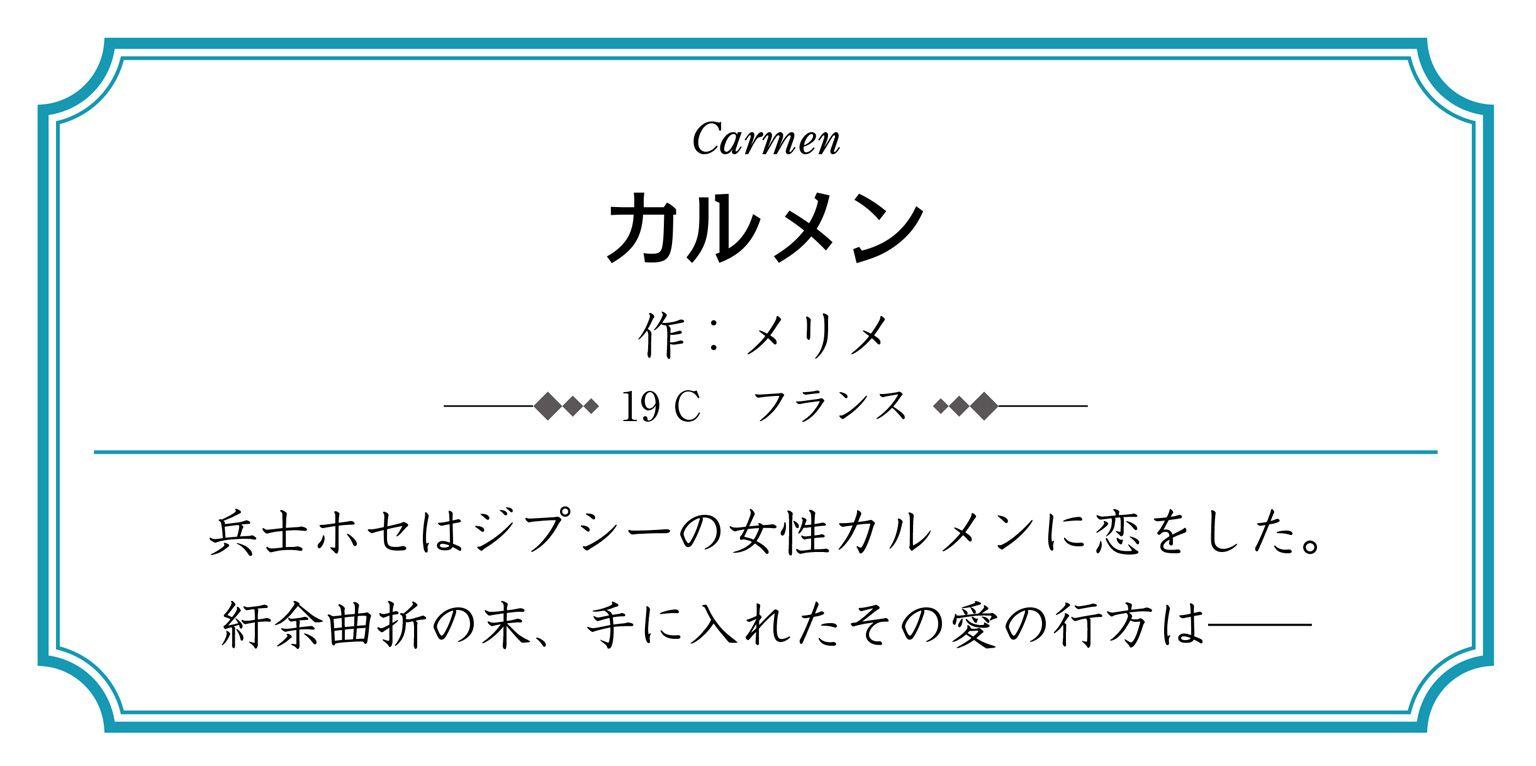 Carmen
カルメン
作：メリメ
19 C　フランス
兵士ホセはジプシーの女性カルメンに恋をした。
紆余曲折の末、手に入れたその愛の行方は――